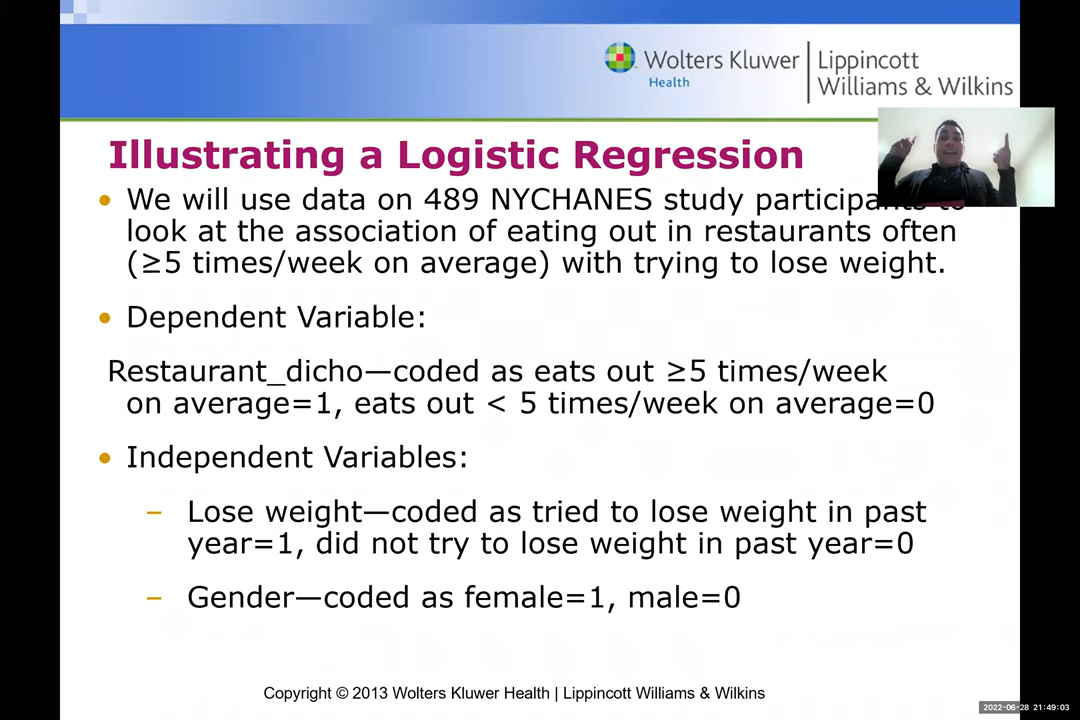 Wolters Kluwer
Health
Lippincott
Williams & Wilkins
Illustrating a Logistic Regression
• We will use data on 489 NYCHANES study participants to
look at the association of eating out in restaurants often
(≥5 times/week on average) with trying to lose weight.
• Dependent Variable:
Restaurant_dicho—coded as eats out ≥5 times/week
on average=1, eats out < 5 times/week on average=0
• Independent Variables:
– Lose weight—coded as tried to lose weight in past
year=1, did not try to lose weight in past year=0
– Gender—coded as female=1, male=0
Copyright © 2013 Wolters Kluwer Health | Lippincott Williams & Wilkins
2022-06-28 21:49:03